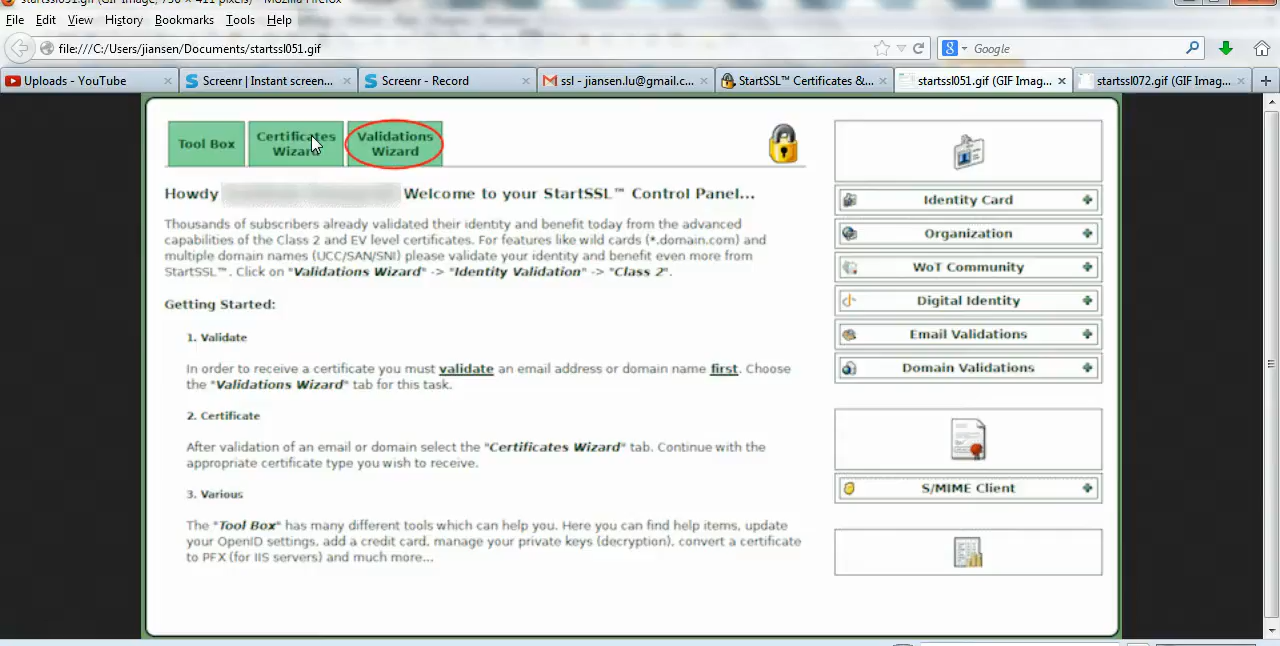 startssl051.gif (GIF Image, 750 × 411 pixels) - Mozilla Firefox
File Edit View History Bookmarks Tools Help
file:///C:/Users/jiansen/Documents/startssl051.gif
Google
Uploads - YouTube
Screenr | Instant screen...
Screenr - Record
ssl - jiansen.lu@gmail.c...
StartSSL™ Certificates &...
startssl051.gif (GIF Imag...
startssl072.gif (GIF Imag...
Tool Box
Certificates
Wizard
Validations
Wizard
Howdy Welcome to your StartSSL™ Control Panel...
Thousands of subscribers already validated their identity and benefit today from the advanced
capabilities of the Class 2 and EV level certificates. For features like wild cards (*.domain.com) and
multiple domain names (UCC/SAN/SNI) please validate your identity and benefit even more from
StartSSL™. Click on "Validations Wizard" -> "Identity Validation" -> "Class 2".
Getting Started:
1. Validate
In order to receive a certificate you must validate an email address or domain name first. Choose
the "Validations Wizard" tab for this task.
2. Certificate
After validation of an email or domain select the "Certificates Wizard" tab. Continue with the
appropriate certificate type you wish to receive.
3. Various
The "Tool Box" has many different tools which can help you. Here you can find help items, update
your OpenID settings, add a credit card, manage your private keys (decryption), convert a certificate
to PFX (for IIS servers) and much more...
Identity Card
Organization
WoT Community
Digital Identity
Email Validations
Domain Validations
S/MIME Client